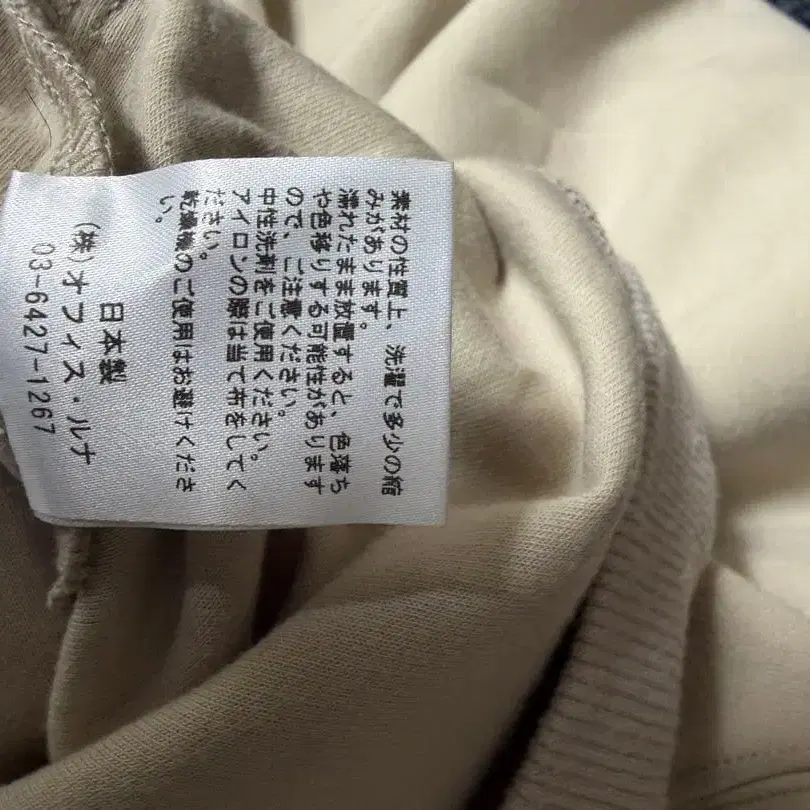 素材の性質上、洗濯で多少の縮
みがあります。
濡れたまま放置すると、色落ち
や色移りする可能性があります
ので、ご注意ください。
中性洗剤をご使用ください。
アイロンの際は当て布をしてく
ださい。
乾燥機のご使用はお避けくださ
い。
日本製
(株)オフィス・ルナ
03-6427-1267